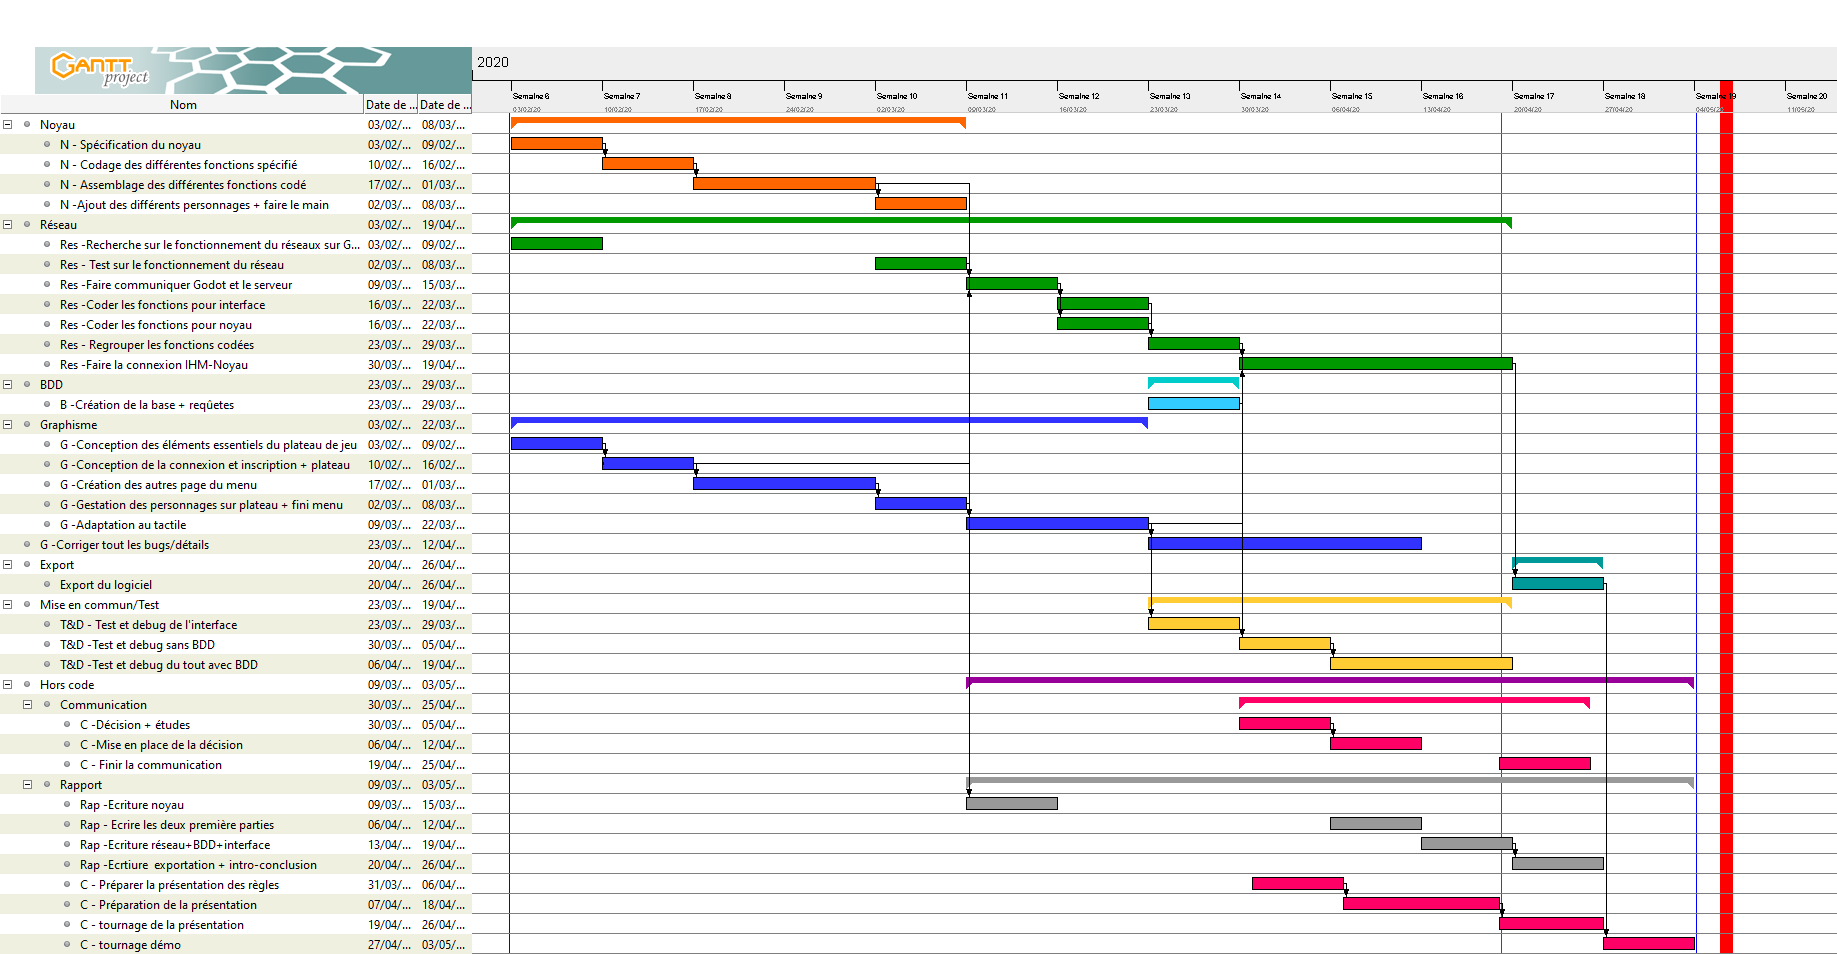 GANTT
project
2020
Nom Date de ... Date de ...
Semaine 6 Semaine 7 Semaine 8 Semaine 9 Semaine 10 Semaine 11 Semaine 12 Semaine 13 Semaine 14 Semaine 15 Semaine 16 Semaine 17 Semaine 18 Semaine 19 Semaine 20
03/02/20 10/02/20 17/02/20 24/02/20 02/03/20 09/03/20 16/03/20 23/03/20 30/03/20 06/04/20 13/04/20 20/04/20 27/04/20 04/05/20 11/05/20
Noyau 03/02/... 08/03/...
N - Spécification du noyau 03/02/... 09/02/...
N - Codage des différentes fonctions spécifié 10/02/... 16/02/...
N - Assemblage des différentes fonctions codé 17/02/... 01/03/...
N -Ajout des différents personnages + faire le main 02/03/... 08/03/...
Réseau 03/02/... 19/04/...
Res -Recherche sur le fonctionnement du réseaux sur G... 03/02/... 09/02/...
Res - Test sur le fonctionnement du réseau 02/03/... 08/03/...
Res -Faire communiquer Godot et le serveur 09/03/... 15/03/...
Res -Coder les fonctions pour interface 16/03/... 22/03/...
Res -Coder les fonctions pour noyau 16/03/... 22/03/...
Res - Regrouper les fonctions codées 23/03/... 29/03/...
Res -Faire la connexion IHM-Noyau 30/03/... 19/04/...
BDD 23/03/... 29/03/...
B -Création de la base + reqûetes 23/03/... 29/03/...
Graphisme 03/02/... 22/03/...
G -Conception des éléments essentiels du plateau de jeu 03/02/... 09/02/...
G -Conception de la connexion et inscription + plateau 10/02/... 16/02/...
G -Création des autres page du menu 17/02/... 01/03/...
G -Gestation des personnages sur plateau + fini menu 02/03/... 08/03/...
G -Adaptation au tactile 09/03/... 22/03/...
G -Corriger tout les bugs/détails 23/03/... 12/04/...
Export 20/04/... 26/04/...
Export du logiciel 20/04/... 26/04/...
Mise en commun/Test 23/03/... 19/04/...
T&D - Test et debug de l'interface 23/03/... 29/03/...
T&D -Test et debug sans BDD 30/03/... 05/04/...
T&D -Test et debug du tout avec BDD 06/04/... 19/04/...
Hors code 09/03/... 03/05/...
Communication 30/03/... 25/04/...
C -Décision + études 30/03/... 05/04/...
C -Mise en place de la décision 06/04/... 12/04/...
C - Finir la communication 19/04/... 25/04/...
Rapport 09/03/... 03/05/...
Rap -Ecriture noyau 09/03/... 15/03/...
Rap - Ecrire les deux première parties 06/04/... 12/04/...
Rap -Ecriture réseau+BDD+interface 13/04/... 19/04/...
Rap -Ecrtiure exportation + intro-conclusion 20/04/... 26/04/...
C - Préparer la présentation des règles 31/03/... 06/04/...
C - Préparation de la présentation 07/04/... 18/04/...
C - tournage de la présentation 19/04/... 26/04/...
C - tournage démo 27/04/... 03/05/...